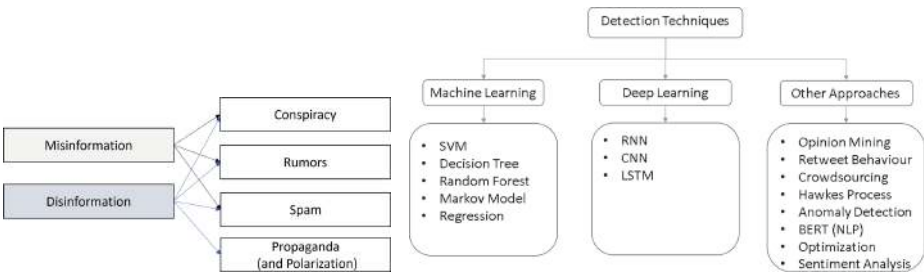 Misinformation
Disinformation
Conspiracy
Rumors
Spam
Propaganda
(and Polarization)
Detection Techniques
Machine Learning
• SVM
• Decision Tree
• Random Forest
• Markov Model
• Regression
Deep Learning
• RNN
• CNN
• LSTM
Other Approaches
• Opinion Mining
• Retweet Behaviour
• Crowdsourcing
• Hawkes Process
• Anomaly Detection
• BERT (NLP)
• Optimization
• Sentiment Analysis